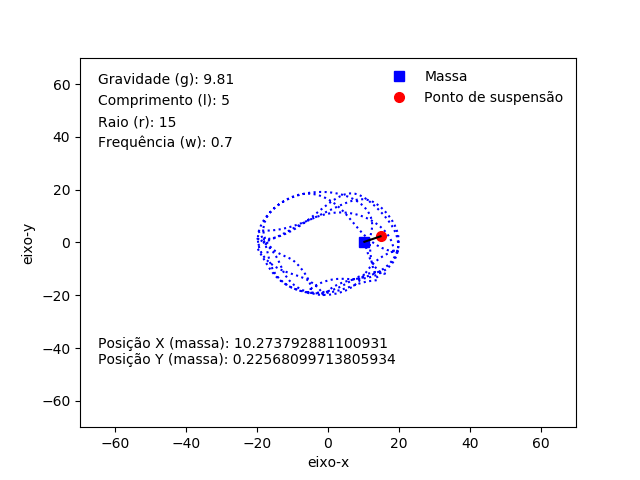 Gravidade (g): 9.81
Comprimento (l): 5
Raio (r): 15
Frequência (w): 0.7
Massa
Ponto de suspensão
Posição X (massa): 10.273792881100931
Posição Y (massa): 0.22568099713805934
eixo-y
60
40
20
0
−20
−40
−60
−60
−40
−20
0
20
40
60
eixo-x